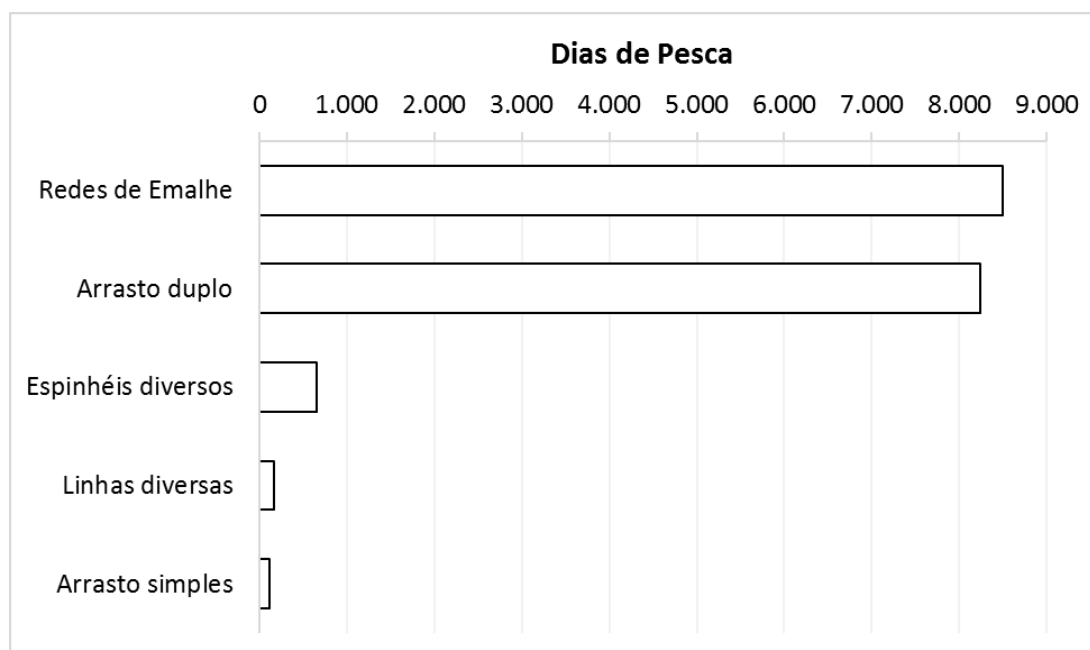 Dias de Pesca
0 1.000 2.000 3.000 4.000 5.000 6.000 7.000 8.000 9.000
Redes de Emalhe
Arrasto duplo
Espinhéis diversos
Linhas diversas
Arrasto simples